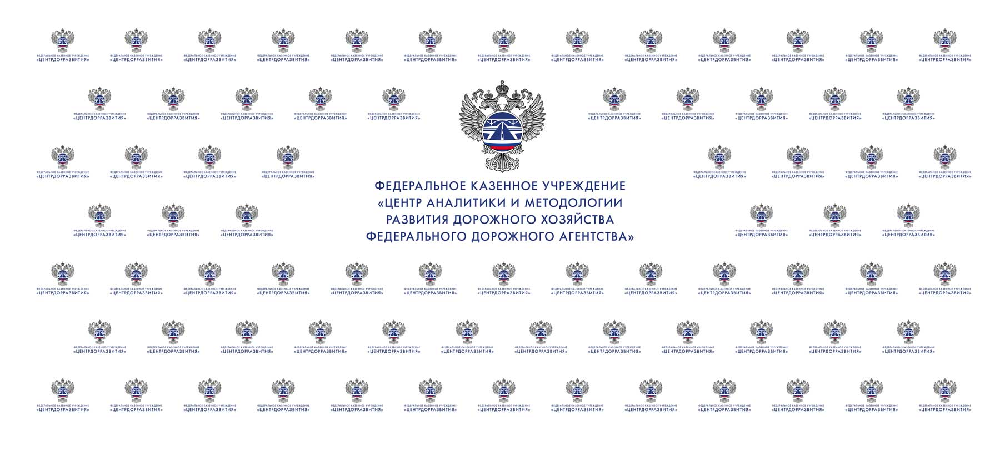 ФЕДЕРАЛЬНОЕ КАЗЕННОЕ УЧРЕЖДЕНИЕ ФЕДЕРАЛЬНОЕ КАЗЕННОЕ УЧРЕЖДЕНИЕ ФЕДЕРАЛЬНОЕ КАЗЕННОЕ УЧРЕЖДЕНИЕ ФЕДЕРАЛЬНОЕ КАЗЕННОЕ УЧРЕЖДЕНИЕ ФЕДЕРАЛЬНОЕ КАЗЕННОЕ УЧРЕЖДЕНИЕ ФЕДЕРАЛЬНОЕ КАЗЕННОЕ УЧРЕЖДЕНИЕ ФЕДЕРАЛЬНОЕ КАЗЕННОЕ УЧРЕЖДЕНИЕ ФЕДЕРАЛЬНОЕ КАЗЕННОЕ УЧРЕЖДЕНИЕ ФЕДЕРАЛЬНОЕ КАЗЕННОЕ УЧРЕЖДЕНИЕ ФЕДЕРАЛЬНОЕ КАЗЕННОЕ УЧРЕЖДЕНИЕ ФЕДЕРАЛЬНОЕ КАЗЕННОЕ УЧРЕЖДЕНИЕ ФЕДЕРАЛЬНОЕ КАЗЕННОЕ УЧРЕЖДЕНИЕ ФЕДЕРАЛЬНОЕ КАЗЕННОЕ УЧРЕЖДЕНИЕ
«ЦЕНТРДОРРАЗВИТИЯ» «ЦЕНТРДОРРАЗВИТИЯ» «ЦЕНТРДОРРАЗВИТИЯ» «ЦЕНТРДОРРАЗВИТИЯ» «ЦЕНТРДОРРАЗВИТИЯ» «ЦЕНТРДОРРАЗВИТИЯ» «ЦЕНТРДОРРАЗВИТИЯ» «ЦЕНТРДОРРАЗВИТИЯ» «ЦЕНТРДОРРАЗВИТИЯ» «ЦЕНТРДОРРАЗВИТИЯ» «ЦЕНТРДОРРАЗВИТИЯ» «ЦЕНТРДОРРАЗВИТИЯ» «ЦЕНТРДОРРАЗВИТИЯ»
ФЕДЕРАЛЬНОЕ КАЗЕННОЕ УЧРЕЖДЕНИЕ ФЕДЕРАЛЬНОЕ КАЗЕННОЕ УЧРЕЖДЕНИЕ ФЕДЕРАЛЬНОЕ КАЗЕННОЕ УЧРЕЖДЕНИЕ ФЕДЕРАЛЬНОЕ КАЗЕННОЕ УЧРЕЖДЕНИЕ ФЕДЕРАЛЬНОЕ КАЗЕННОЕ УЧРЕЖДЕНИЕ ФЕДЕРАЛЬНОЕ КАЗЕННОЕ УЧРЕЖДЕНИЕ ФЕДЕРАЛЬНОЕ КАЗЕННОЕ УЧРЕЖДЕНИЕ ФЕДЕРАЛЬНОЕ КАЗЕННОЕ УЧРЕЖДЕНИЕ ФЕДЕРАЛЬНОЕ КАЗЕННОЕ УЧРЕЖДЕНИЕ ФЕДЕРАЛЬНОЕ КАЗЕННОЕ УЧРЕЖДЕНИЕ
«ЦЕНТРДОРРАЗВИТИЯ» «ЦЕНТРДОРРАЗВИТИЯ» «ЦЕНТРДОРРАЗВИТИЯ» «ЦЕНТРДОРРАЗВИТИЯ» «ЦЕНТРДОРРАЗВИТИЯ» «ЦЕНТРДОРРАЗВИТИЯ» «ЦЕНТРДОРРАЗВИТИЯ» «ЦЕНТРДОРРАЗВИТИЯ» «ЦЕНТРДОРРАЗВИТИЯ» «ЦЕНТРДОРРАЗВИТИЯ»
ФЕДЕРАЛЬНОЕ КАЗЕННОЕ УЧРЕЖДЕНИЕ ФЕДЕРАЛЬНОЕ КАЗЕННОЕ УЧРЕЖДЕНИЕ ФЕДЕРАЛЬНОЕ КАЗЕННОЕ УЧРЕЖДЕНИЕ ФЕДЕРАЛЬНОЕ КАЗЕННОЕ УЧРЕЖДЕНИЕ ФЕДЕРАЛЬНОЕ КАЗЕННОЕ УЧРЕЖДЕНИЕ ФЕДЕРАЛЬНОЕ КАЗЕННОЕ УЧРЕЖДЕНИЕ ФЕДЕРАЛЬНОЕ КАЗЕННОЕ УЧРЕЖДЕНИЕ ФЕДЕРАЛЬНОЕ КАЗЕННОЕ УЧРЕЖДЕНИЕ
«ЦЕНТРДОРРАЗВИТИЯ» «ЦЕНТРДОРРАЗВИТИЯ» «ЦЕНТРДОРРАЗВИТИЯ» «ЦЕНТРДОРРАЗВИТИЯ» «ЦЕНТРДОРРАЗВИТИЯ» «ЦЕНТРДОРРАЗВИТИЯ» «ЦЕНТРДОРРАЗВИТИЯ» «ЦЕНТРДОРРАЗВИТИЯ»
ФЕДЕРАЛЬНОЕ КАЗЕННОЕ УЧРЕЖДЕНИЕ
«ЦЕНТР АНАЛИТИКИ И МЕТОДОЛОГИИ
РАЗВИТИЯ ДОРОЖНОГО ХОЗЯЙСТВА
ФЕДЕРАЛЬНОГО ДОРОЖНОГО АГЕНТСТВА»
ФЕДЕРАЛЬНОЕ КАЗЕННОЕ УЧРЕЖДЕНИЕ ФЕДЕРАЛЬНОЕ КАЗЕННОЕ УЧРЕЖДЕНИЕ ФЕДЕРАЛЬНОЕ КАЗЕННОЕ УЧРЕЖДЕНИЕ ФЕДЕРАЛЬНОЕ КАЗЕННОЕ УЧРЕЖДЕНИЕ ФЕДЕРАЛЬНОЕ КАЗЕННОЕ УЧРЕЖДЕНИЕ ФЕДЕРАЛЬНОЕ КАЗЕННОЕ УЧРЕЖДЕНИЕ
«ЦЕНТРДОРРАЗВИТИЯ» «ЦЕНТРДОРРАЗВИТИЯ» «ЦЕНТРДОРРАЗВИТИЯ» «ЦЕНТРДОРРАЗВИТИЯ» «ЦЕНТРДОРРАЗВИТИЯ» «ЦЕНТРДОРРАЗВИТИЯ»
ФЕДЕРАЛЬНОЕ КАЗЕННОЕ УЧРЕЖДЕНИЕ ФЕДЕРАЛЬНОЕ КАЗЕННОЕ УЧРЕЖДЕНИЕ ФЕДЕРАЛЬНОЕ КАЗЕННОЕ УЧРЕЖДЕНИЕ ФЕДЕРАЛЬНОЕ КАЗЕННОЕ УЧРЕЖДЕНИЕ ФЕДЕРАЛЬНОЕ КАЗЕННОЕ УЧРЕЖДЕНИЕ ФЕДЕРАЛЬНОЕ КАЗЕННОЕ УЧРЕЖДЕНИЕ ФЕДЕРАЛЬНОЕ КАЗЕННОЕ УЧРЕЖДЕНИЕ ФЕДЕРАЛЬНОЕ КАЗЕННОЕ УЧРЕЖДЕНИЕ ФЕДЕРАЛЬНОЕ КАЗЕННОЕ УЧРЕЖДЕНИЕ ФЕДЕРАЛЬНОЕ КАЗЕННОЕ УЧРЕЖДЕНИЕ ФЕДЕРАЛЬНОЕ КАЗЕННОЕ УЧРЕЖДЕНИЕ ФЕДЕРАЛЬНОЕ КАЗЕННОЕ УЧРЕЖДЕНИЕ ФЕДЕРАЛЬНОЕ КАЗЕННОЕ УЧРЕЖДЕНИЕ
«ЦЕНТРДОРРАЗВИТИЯ» «ЦЕНТРДОРРАЗВИТИЯ» «ЦЕНТРДОРРАЗВИТИЯ» «ЦЕНТРДОРРАЗВИТИЯ» «ЦЕНТРДОРРАЗВИТИЯ» «ЦЕНТРДОРРАЗВИТИЯ» «ЦЕНТРДОРРАЗВИТИЯ» «ЦЕНТРДОРРАЗВИТИЯ» «ЦЕНТРДОРРАЗВИТИЯ» «ЦЕНТРДОРРАЗВИТИЯ» «ЦЕНТРДОРРАЗВИТИЯ» «ЦЕНТРДОРРАЗВИТИЯ» «ЦЕНТРДОРРАЗВИТИЯ»
ФЕДЕРАЛЬНОЕ КАЗЕННОЕ УЧРЕЖДЕНИЕ ФЕДЕРАЛЬНОЕ КАЗЕННОЕ УЧРЕЖДЕНИЕ ФЕДЕРАЛЬНОЕ КАЗЕННОЕ УЧРЕЖДЕНИЕ ФЕДЕРАЛЬНОЕ КАЗЕННОЕ УЧРЕЖДЕНИЕ ФЕДЕРАЛЬНОЕ КАЗЕННОЕ УЧРЕЖДЕНИЕ ФЕДЕРАЛЬНОЕ КАЗЕННОЕ УЧРЕЖДЕНИЕ ФЕДЕРАЛЬНОЕ КАЗЕННОЕ УЧРЕЖДЕНИЕ ФЕДЕРАЛЬНОЕ КАЗЕННОЕ УЧРЕЖДЕНИЕ ФЕДЕРАЛЬНОЕ КАЗЕННОЕ УЧРЕЖДЕНИЕ ФЕДЕРАЛЬНОЕ КАЗЕННОЕ УЧРЕЖДЕНИЕ ФЕДЕРАЛЬНОЕ КАЗЕННОЕ УЧРЕЖДЕНИЕ ФЕДЕРАЛЬНОЕ КАЗЕННОЕ УЧРЕЖДЕНИЕ
«ЦЕНТРДОРРАЗВИТИЯ» «ЦЕНТРДОРРАЗВИТИЯ» «ЦЕНТРДОРРАЗВИТИЯ» «ЦЕНТРДОРРАЗВИТИЯ» «ЦЕНТРДОРРАЗВИТИЯ» «ЦЕНТРДОРРАЗВИТИЯ» «ЦЕНТРДОРРАЗВИТИЯ» «ЦЕНТРДОРРАЗВИТИЯ» «ЦЕНТРДОРРАЗВИТИЯ» «ЦЕНТРДОРРАЗВИТИЯ» «ЦЕНТРДОРРАЗВИТИЯ» «ЦЕНТРДОРРАЗВИТИЯ»
ФЕДЕРАЛЬНОЕ КАЗЕННОЕ УЧРЕЖДЕНИЕ ФЕДЕРАЛЬНОЕ КАЗЕННОЕ УЧРЕЖДЕНИЕ ФЕДЕРАЛЬНОЕ КАЗЕННОЕ УЧРЕЖДЕНИЕ ФЕДЕРАЛЬНОЕ КАЗЕННОЕ УЧРЕЖДЕНИЕ ФЕДЕРАЛЬНОЕ КАЗЕННОЕ УЧРЕЖДЕНИЕ ФЕДЕРАЛЬНОЕ КАЗЕННОЕ УЧРЕЖДЕНИЕ ФЕДЕРАЛЬНОЕ КАЗЕННОЕ УЧРЕЖДЕНИЕ ФЕДЕРАЛЬНОЕ КАЗЕННОЕ УЧРЕЖДЕНИЕ ФЕДЕРАЛЬНОЕ КАЗЕННОЕ УЧРЕЖДЕНИЕ ФЕДЕРАЛЬНОЕ КАЗЕННОЕ УЧРЕЖДЕНИЕ ФЕДЕРАЛЬНОЕ КАЗЕННОЕ УЧРЕЖДЕНИЕ ФЕДЕРАЛЬНОЕ КАЗЕННОЕ УЧРЕЖДЕНИЕ ФЕДЕРАЛЬНОЕ КАЗЕННОЕ УЧРЕЖДЕНИЕ
«ЦЕНТРДОРРАЗВИТИЯ» «ЦЕНТРДОРРАЗВИТИЯ» «ЦЕНТРДОРРАЗВИТИЯ» «ЦЕНТРДОРРАЗВИТИЯ» «ЦЕНТРДОРРАЗВИТИЯ» «ЦЕНТРДОРРАЗВИТИЯ» «ЦЕНТРДОРРАЗВИТИЯ» «ЦЕНТРДОРРАЗВИТИЯ» «ЦЕНТРДОРРАЗВИТИЯ» «ЦЕНТРДОРРАЗВИТИЯ» «ЦЕНТРДОРРАЗВИТИЯ» «ЦЕНТРДОРРАЗВИТИЯ» «ЦЕНТРДОРРАЗВИТИЯ»